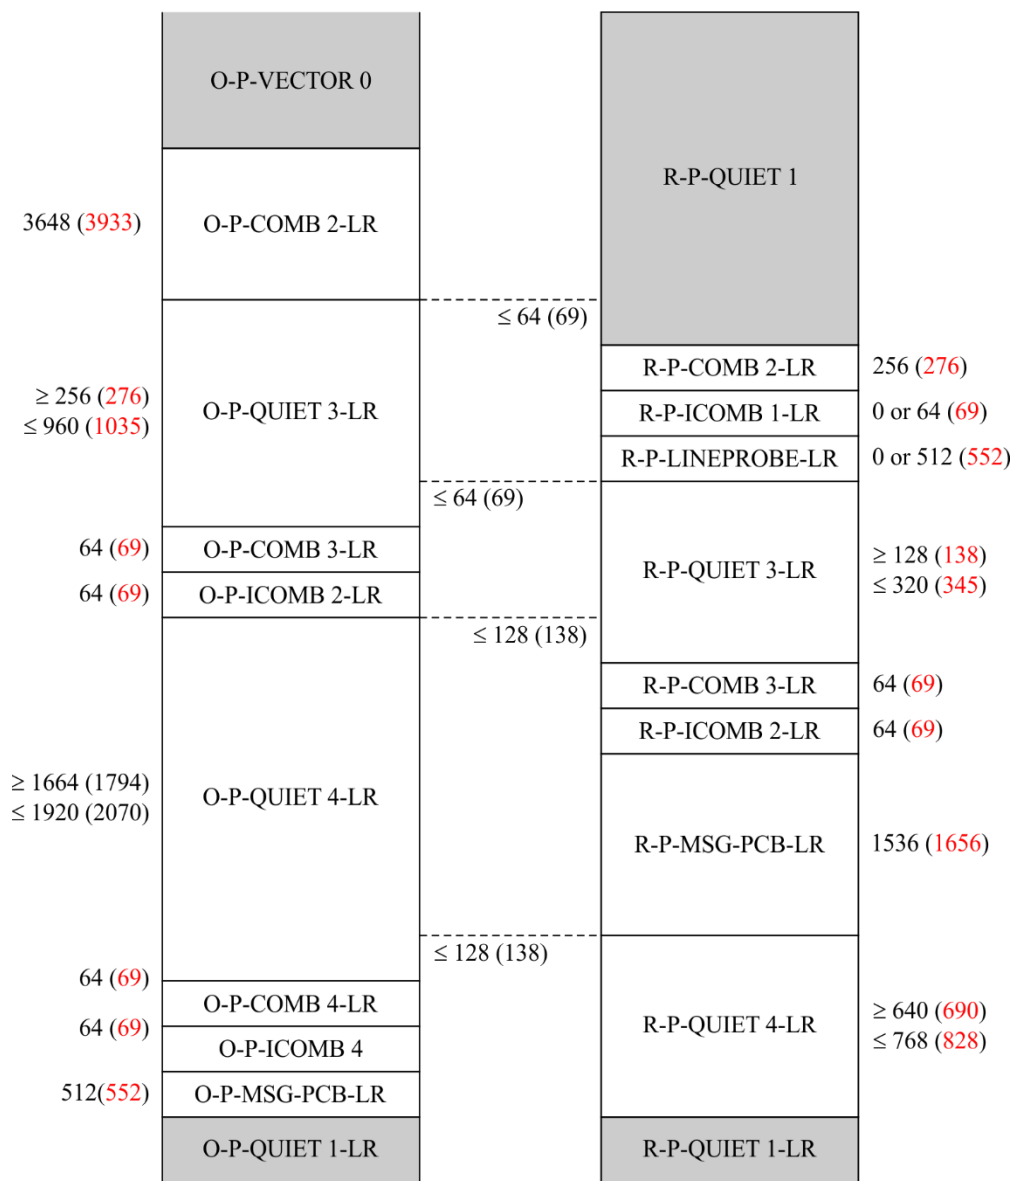 O-P-VECTOR 0
R-P-QUIET 1
3648 (3933)
O-P-COMB 2-LR
≤ 64 (69)
R-P-COMB 2-LR
256 (276)
≥ 256 (276)
≤ 960 (1035)
O-P-QUIET 3-LR
R-P-ICOMB 1-LR
0 or 64 (69)
R-P-LINEPROBE-LR
0 or 512 (552)
≤ 64 (69)
64 (69)
O-P-COMB 3-LR
R-P-QUIET 3-LR
≥ 128 (138)
≤ 320 (345)
64 (69)
O-P-ICOMB 2-LR
≤ 128 (138)
R-P-COMB 3-LR
64 (69)
R-P-ICOMB 2-LR
64 (69)
≥ 1664 (1794)
≤ 1920 (2070)
O-P-QUIET 4-LR
R-P-MSG-PCB-LR
1536 (1656)
≤ 128 (138)
64 (69)
O-P-COMB 4-LR
64 (69)
O-P-ICOMB 4
R-P-QUIET 4-LR
≥ 640 (690)
≤ 768 (828)
512(552)
O-P-MSG-PCB-LR
O-P-QUIET 1-LR
R-P-QUIET 1-LR